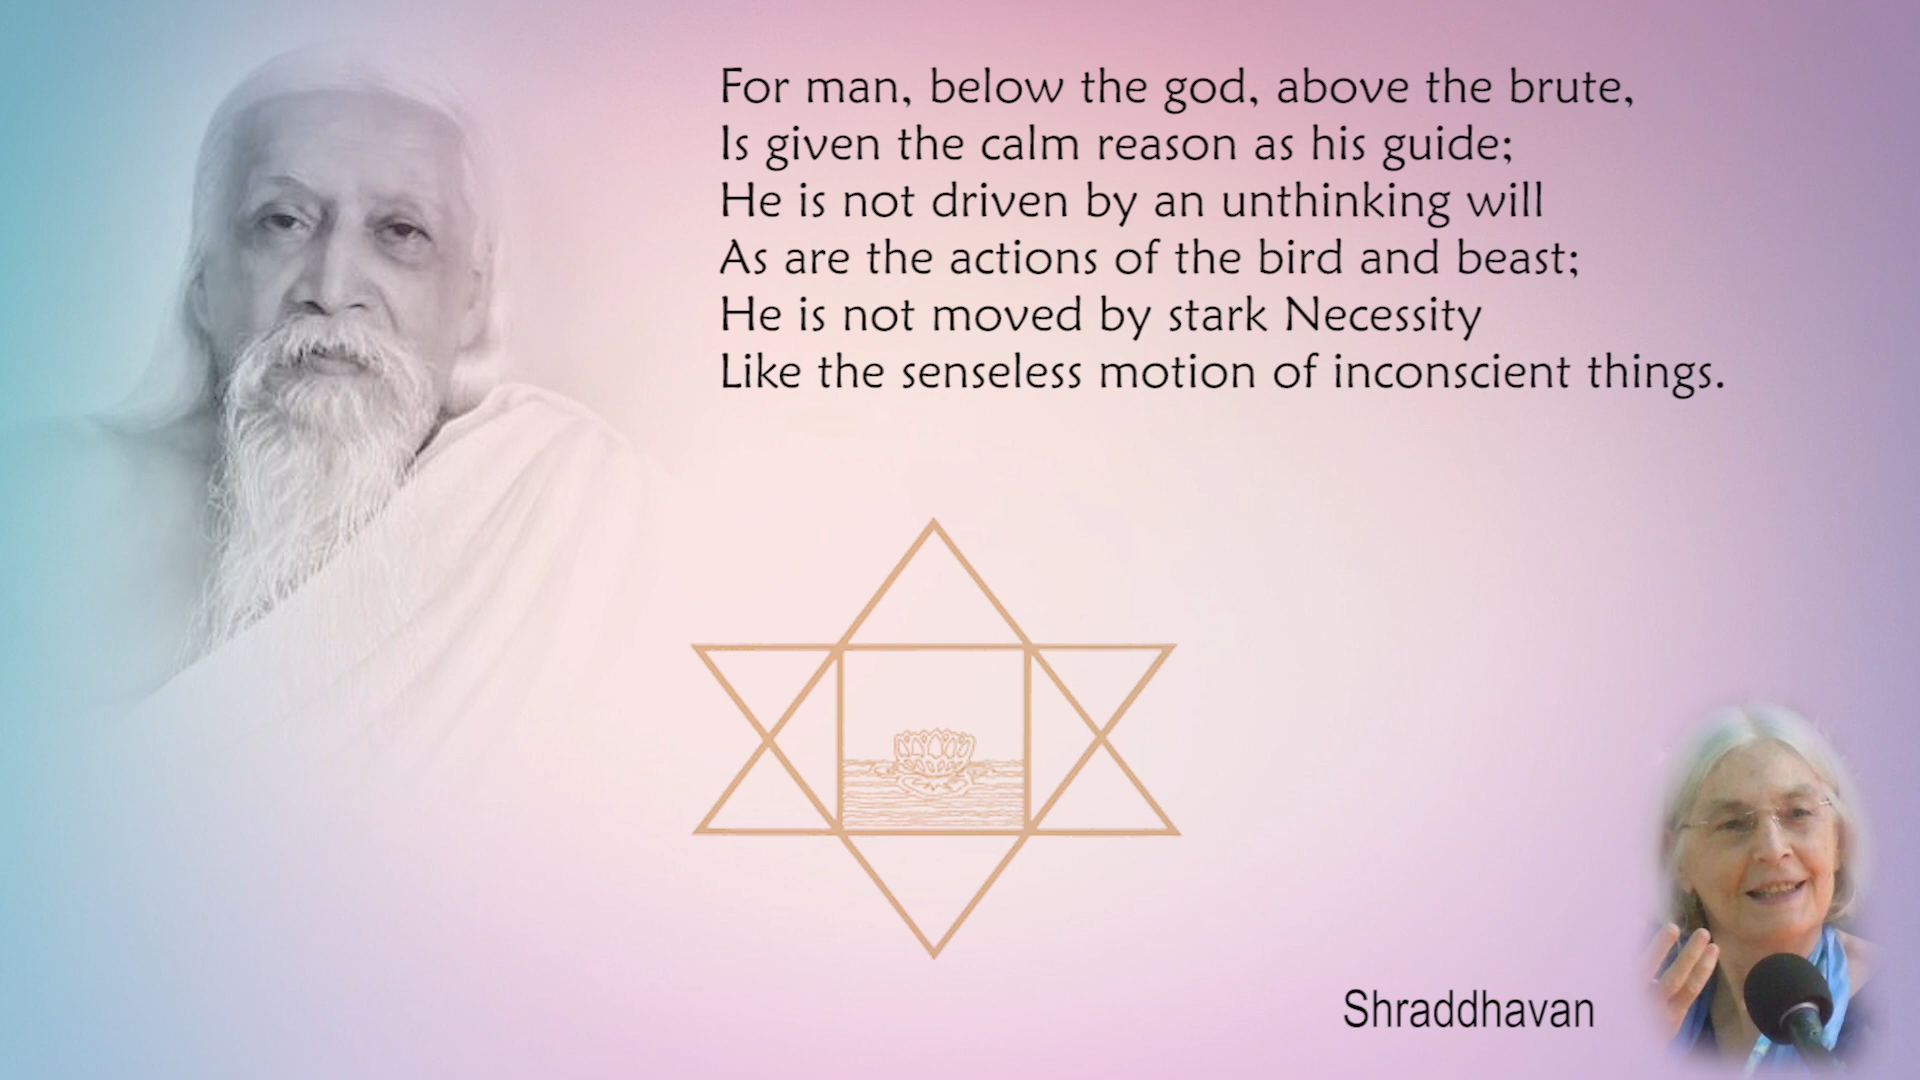 For man, below the god, above the brute,
Is given the calm reason as his guide;
He is not driven by an unthinking will
As are the actions of the bird and beast;
He is not moved by stark Necessity
Like the senseless motion of inconscient things.
Shraddhavan